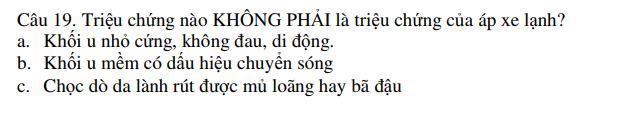 Câu 19. Triệu chứng nào KHÔNG PHẢI là triệu chứng của áp xe lạnh?
a. Khối u nhỏ cứng, không đau, di động.
b. Khối u mềm có dấu hiệu chuyển sóng
c. Chọc dò da lành rút được mủ loãng hay bã đậu